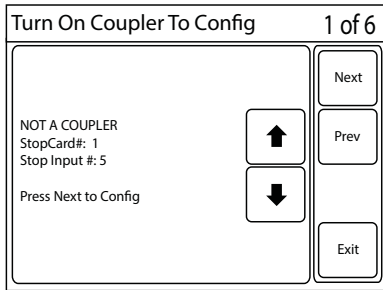 Turn On Coupler To Config
1 of 6
Next
NOT A COUPLER
StopCard#: 1
Prev
Stop Input #: 5
Press Next to Config
Exit